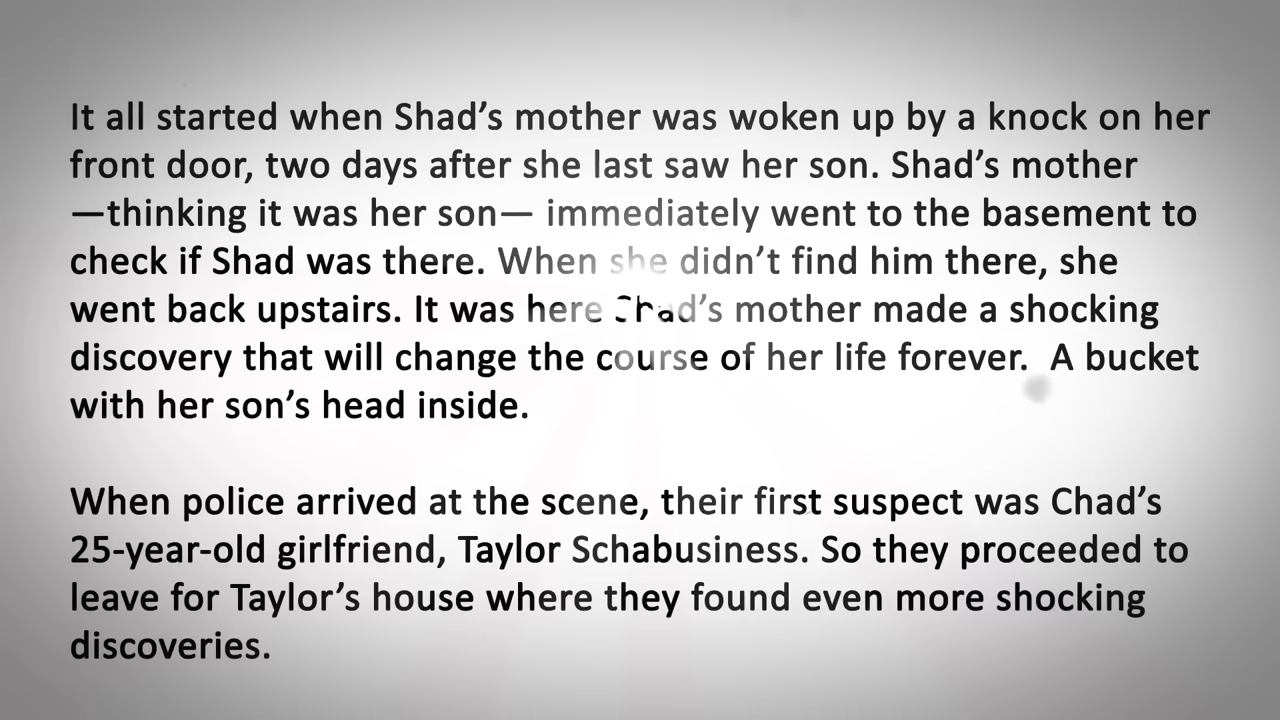 It all started when Shad's mother was woken up by a knock on her
front door, two days after she last saw her son. Shad's mother
—thinking it was her son— immediately went to the basement to
check if Shad was there. When she didn't find him there, she
went back upstairs. It was here Shad's mother made a shocking
discovery that will change the course of her life forever.  A bucket
with her son's head inside.
When police arrived at the scene, their first suspect was Chad's
25-year-old girlfriend, Taylor Schabusiness. So they proceeded to
leave for Taylor's house where they found even more shocking
discoveries.